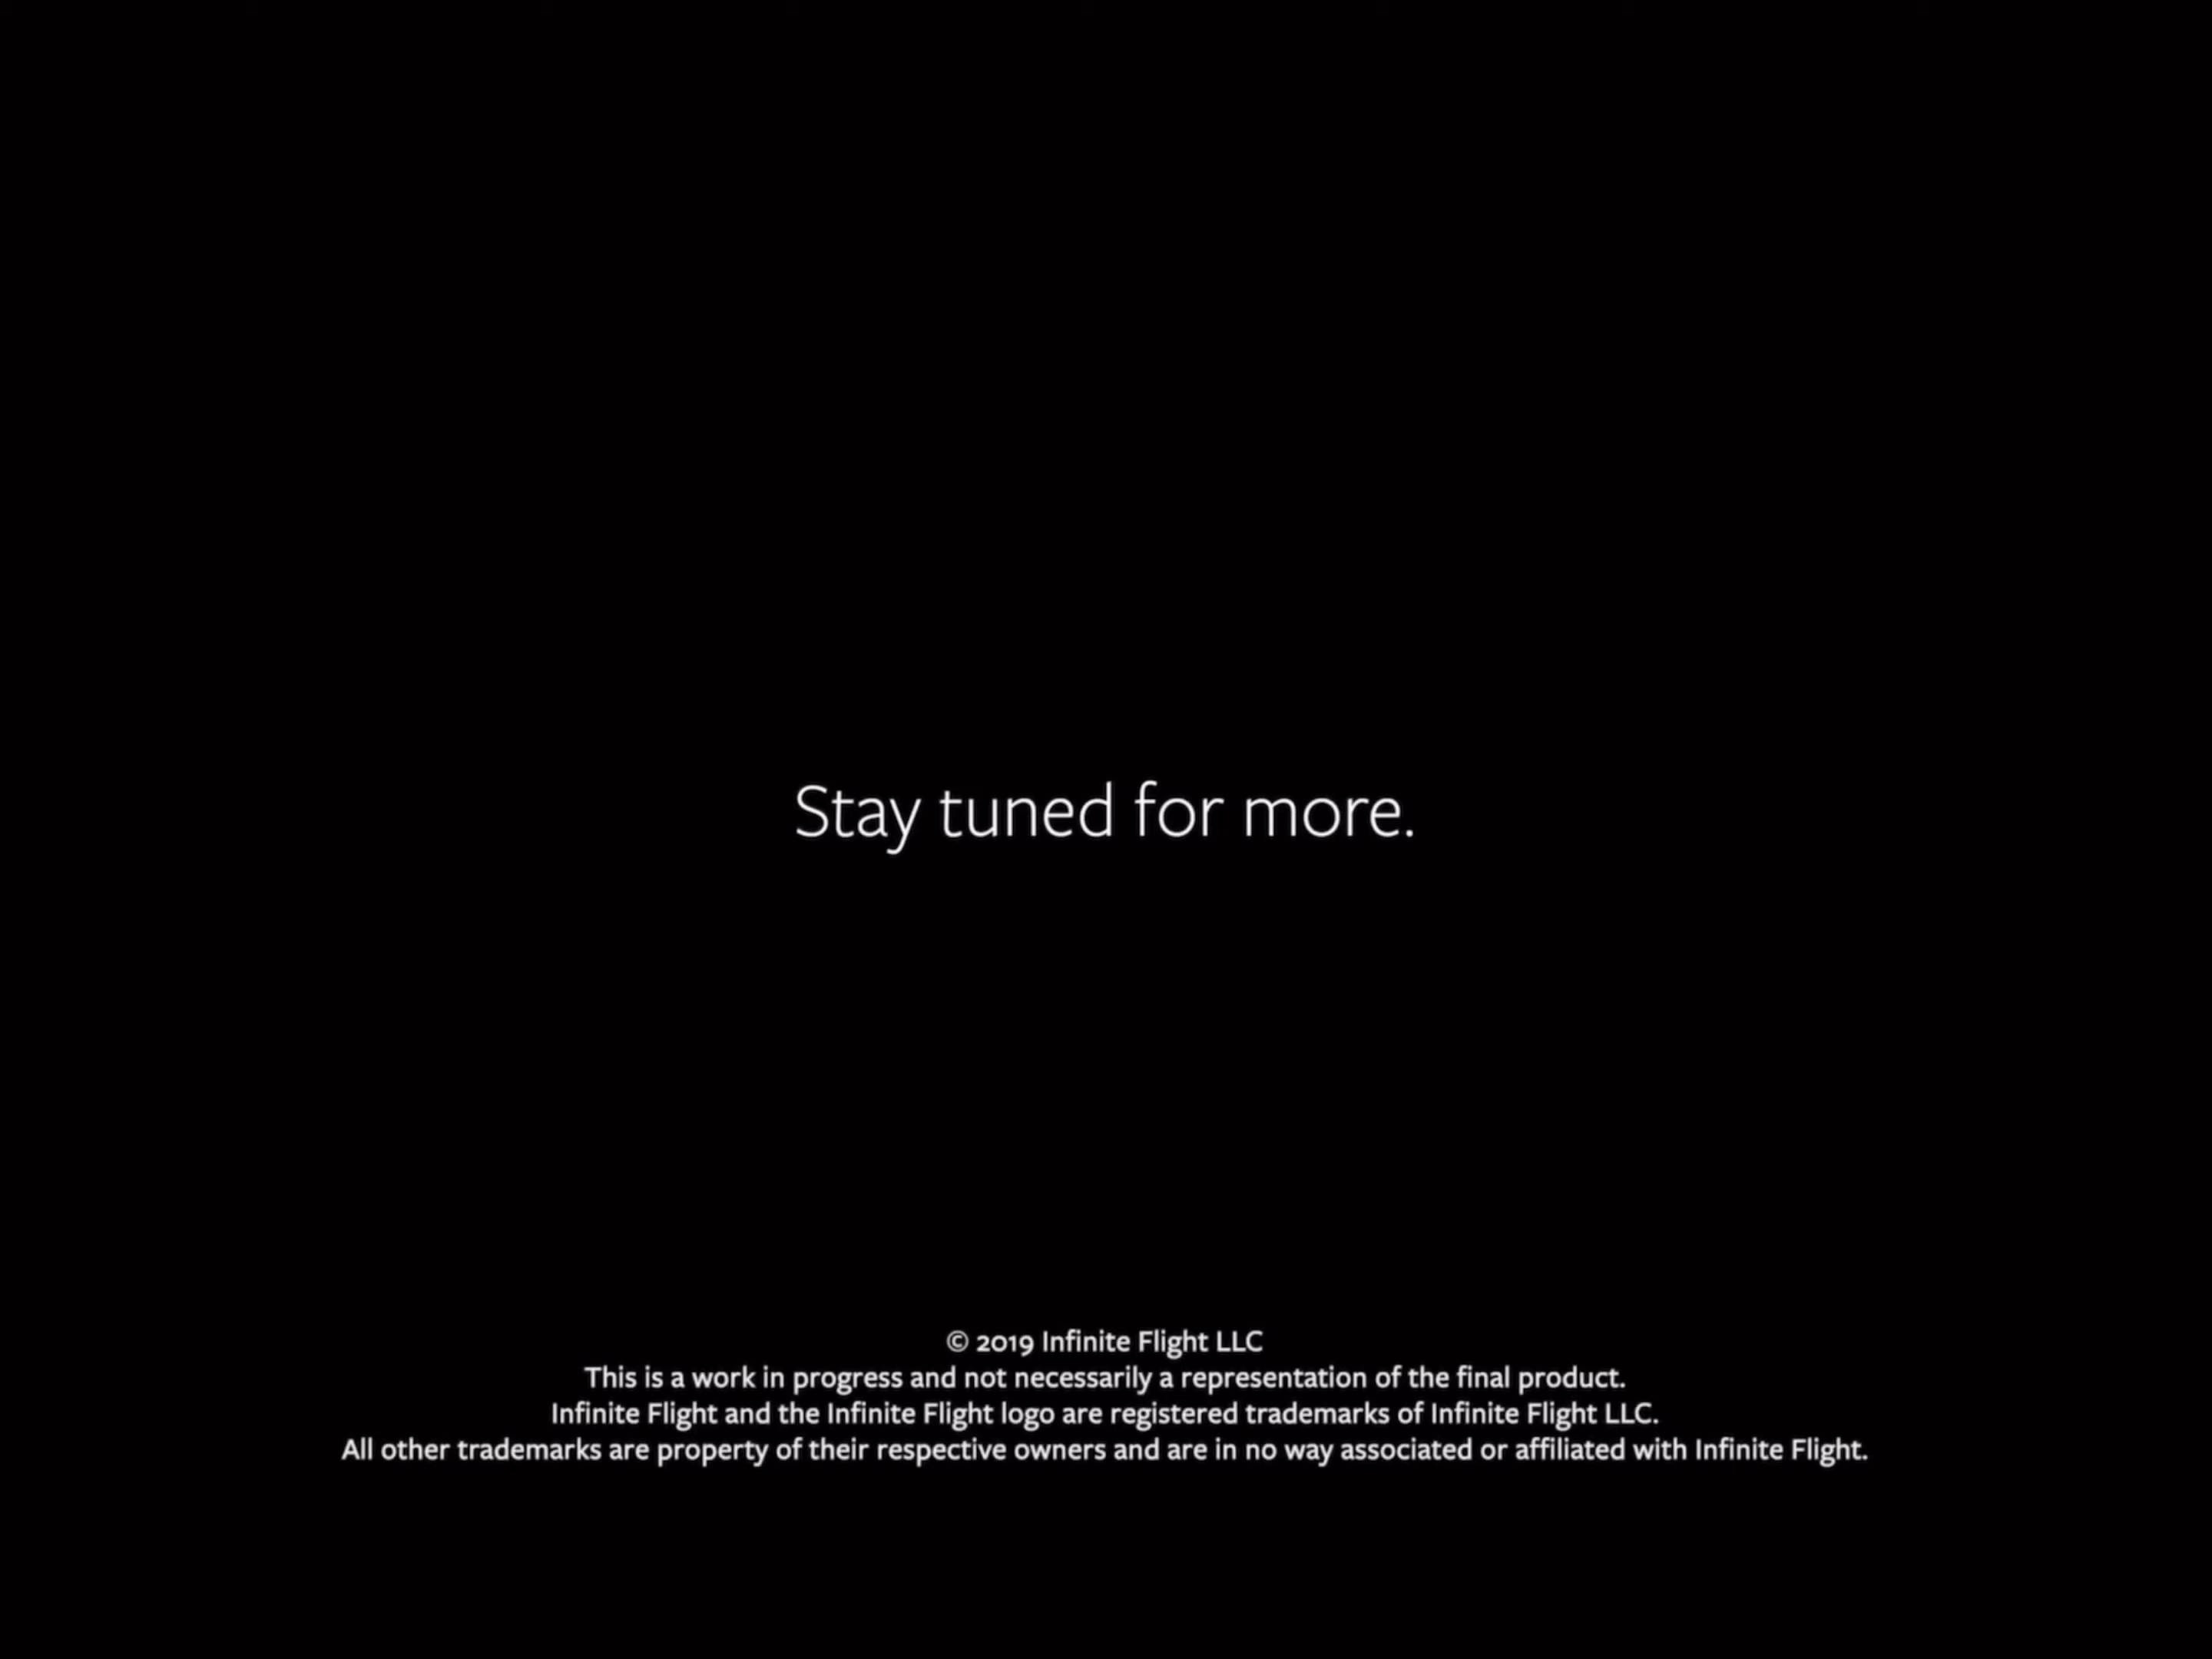 Stay tuned for more.
© 2019 Infinite Flight LLC
This is a work in progress and not necessarily a representation of the final product.
Infinite Flight and the Infinite Flight logo are registered trademarks of Infinite Flight LLC.
All other trademarks are property of their respective owners and are in no way associated or affiliated with Infinite Flight.